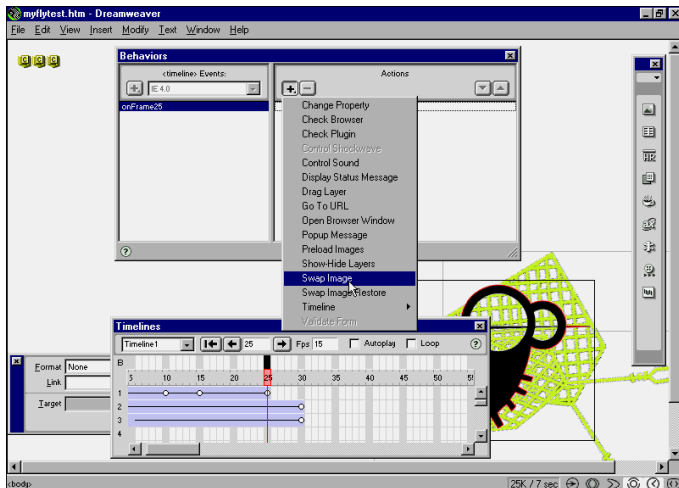 myflytest.htm - Dreamweaver
File Edit View Insert Modify Text Window Help
Behaviors
<timeline> Events:
Actions
IE 4.0
onFrame25
Change Property
Check Browser
Check Plugin
Control Shockwave
Control Sound
Display Status Message
Drag Layer
Go To URL
Open Browser Window
Popup Message
Preload Images
Show-Hide Layers
Swap Image
Swap Image Restore
Timeline
Validate Form
HR
Timelines
Timeline1 25 Fps 15 Autoplay Loop
B
5 10 15 20 25 30 35 40 45 50
1
2
3
4
Format None
Link
Target
<body>
25K / 7 sec